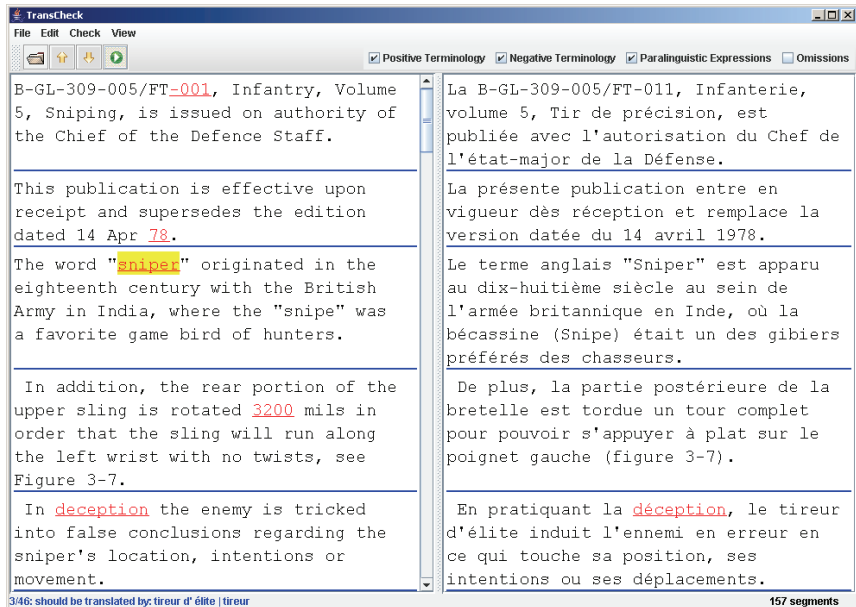 TransCheck
File Edit Check View
Positive Terminology Negative Terminology Paralinguistic Expressions Omissions
B-GL-309-005/FT-001, Infantry, Volume
5, Sniping, is issued on authority of
the Chief of the Defence Staff.
La B-GL-309-005/FT-011, Infanterie,
volume 5, Tir de précision, est
publiée avec l'autorisation du Chef de
l'état-major de la Défense.
This publication is effective upon
receipt and supersedes the edition
dated 14 Apr 78.
La présente publication entre en
vigueur dès réception et remplace la
version datée du 14 avril 1978.
The word "sniper" originated in the
eighteenth century with the British
Army in India, where the "snipe" was
a favorite game bird of hunters.
Le terme anglais "Sniper" est apparu
au dix-huitième siècle au sein de
l'armée britannique en Inde, où la
bécassine (Snipe) était un des gibiers
préférés des chasseurs.
In addition, the rear portion of the
upper sling is rotated 3200 mils in
order that the sling will run along
the left wrist with no twists, see
Figure 3-7.
De plus, la partie postérieure de la
bretelle est tordue un tour complet
pour pouvoir s'appuyer à plat sur le
poignet gauche (figure 3-7).
In deception the enemy is tricked
into false conclusions regarding the
sniper's location, intentions or
movement.
En pratiquant la déception, le tireur
d'élite induit l'ennemi en erreur en
ce qui touche sa position, ses
intentions ou ses déplacements.
3/46: should be translated by: tireur d' élite | tireur
157 segments